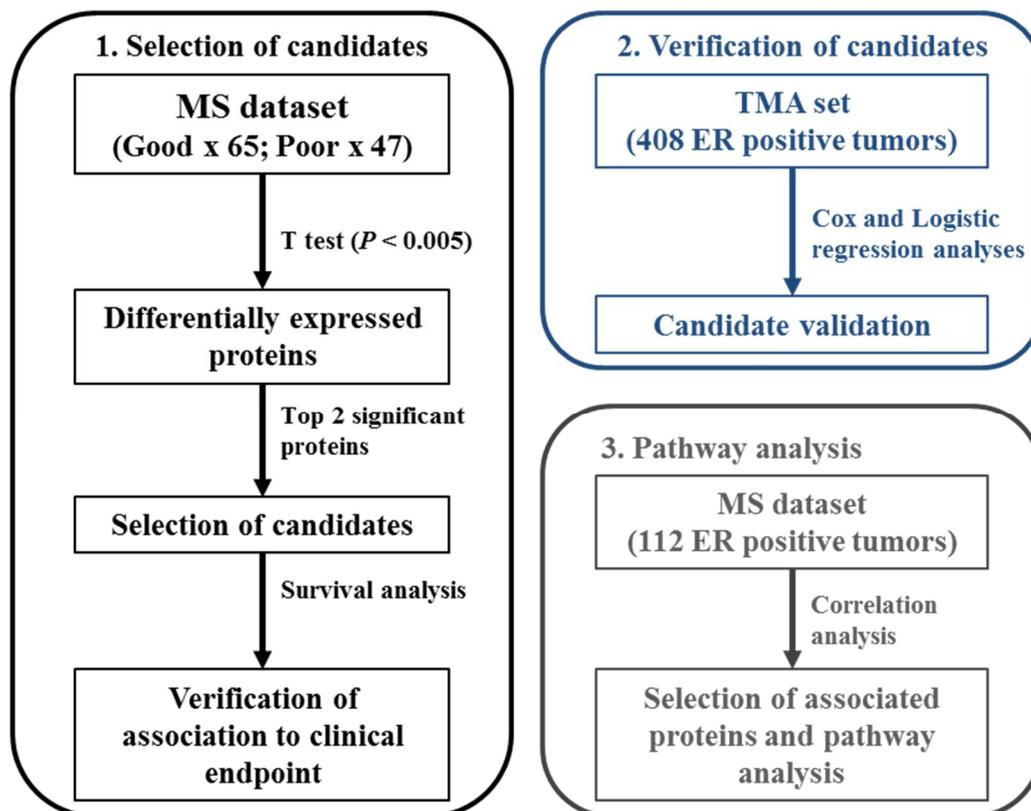 1. Selection of candidates
MS dataset
(Good x 65; Poor x 47)
T test (P < 0.005)
Differentially expressed
proteins
Top 2 significant
proteins
Selection of candidates
Survival analysis
Verification of
association to clinical
endpoint
2. Verification of candidates
TMA set
(408 ER positive tumors)
Cox and Logistic
regression analyses
Candidate validation
3. Pathway analysis
MS dataset
(112 ER positive tumors)
Correlation
analysis
Selection of associated
proteins and pathway
analysis